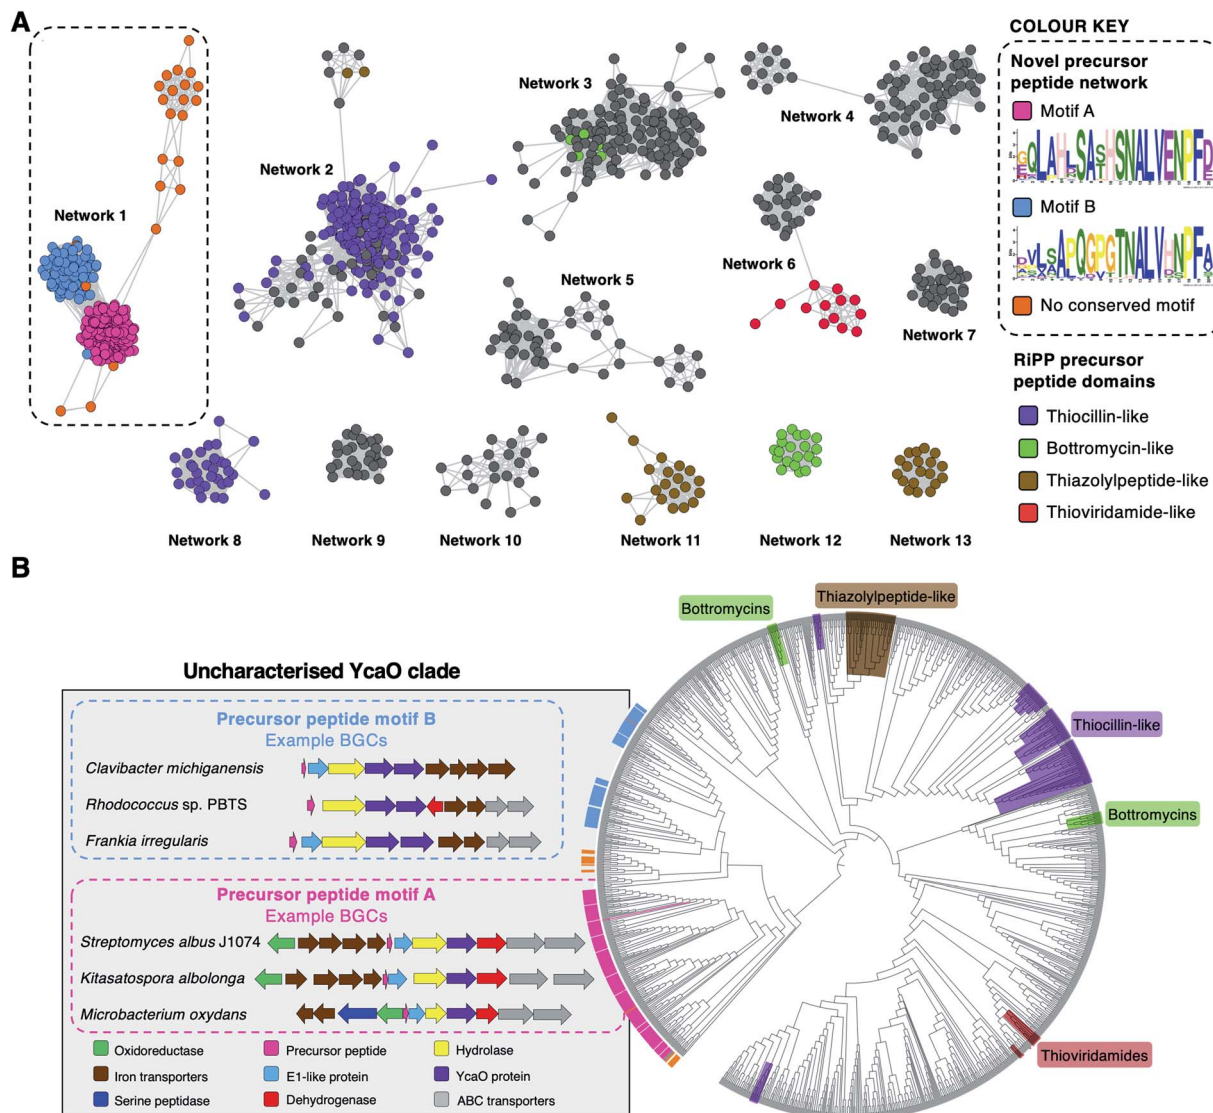 A
COLOUR KEY
Novel precursor
peptide network
Motif A
Motif B
No conserved motif
RiPP precursor
peptide domains
Thiocillin-like
Bottromycin-like
Thiazolylpeptide-like
Thioviridamide-like
Network 1
Network 2
Network 3
Network 4
Network 5
Network 6
Network 7
Network 8
Network 9
Network 10
Network 11
Network 12
Network 13
B
Uncharacterised YcaO clade
Precursor peptide motif B
Example BGCs
Clavibacter michiganensis
Rhodococcus sp. PBTS
Frankia irregularis
Precursor peptide motif A
Example BGCs
Streptomyces albus J1074
Kitasatospora albolonga
Microbacterium oxydans
Oxidoreductase
Precursor peptide
Hydrolase
Iron transporters
E1-like protein
YcaO protein
Serine peptidase
Dehydrogenase
ABC transporters
Bottromycins
Thiazolylpeptide-like
Thiocillin-like
Bottromycins
Thioviridamides